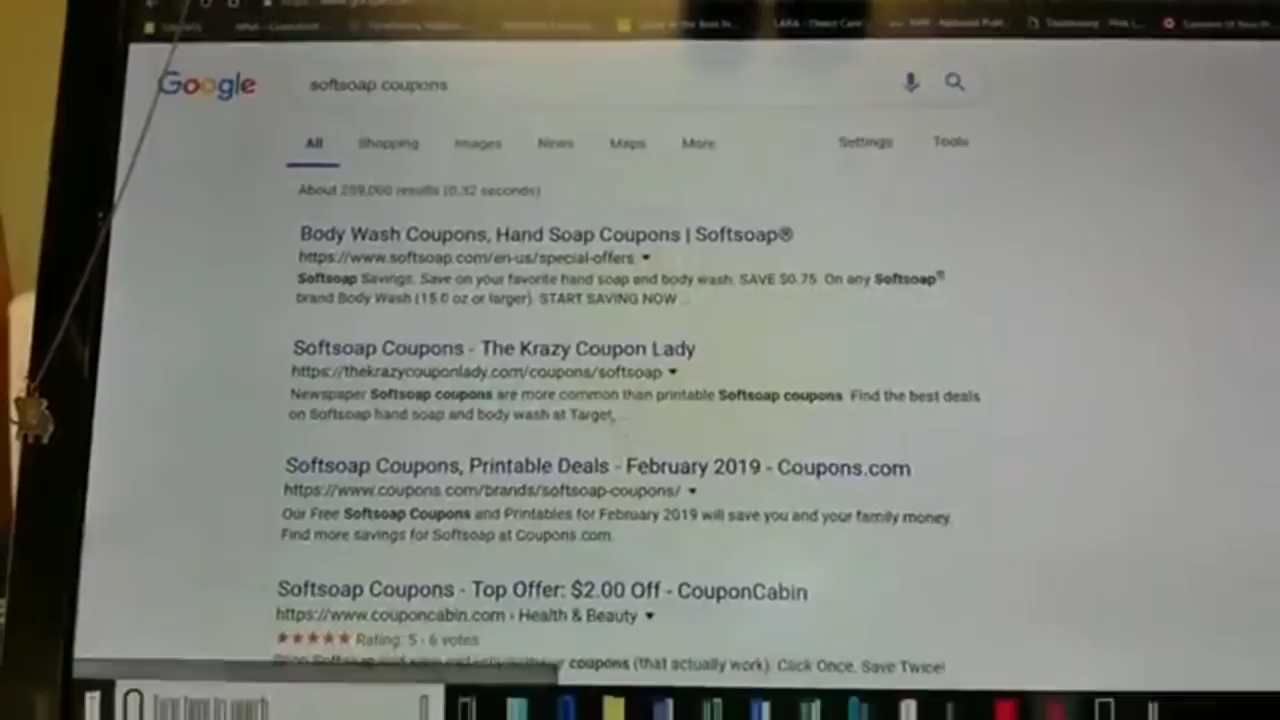 Google softsoap coupons
All Shopping Images News Maps More Settings Tools
About 259,000 results (0.32 seconds)
Body Wash Coupons, Hand Soap Coupons | Softsoap®
https://www.softsoap.com/en-us/special-offers
Softsoap Savings. Save on your favorite hand soap and body wash. SAVE $0.75. On any Softsoap®
brand Body Wash (15.0 oz or larger). START SAVING NOW ...
Softsoap Coupons - The Krazy Coupon Lady
https://thekrazycouponlady.com/coupons/softsoap
Newspaper Softsoap coupons are more common than printable Softsoap coupons. Find the best deals
on Softsoap hand soap and body wash at Target, ...
Softsoap Coupons, Printable Deals - February 2019 - Coupons.com
https://www.coupons.com/brands/softsoap-coupons/
Our Free Softsoap Coupons and Printables for February 2019 will save you and your family money.
Find more savings for Softsoap at Coupons.com.
Softsoap Coupons - Top Offer: $2.00 Off - CouponCabin
https://www.couponcabin.com › Health & Beauty
Rating: 5 - 6 votes
coupons (that actually work). Click Once. Save Twice!